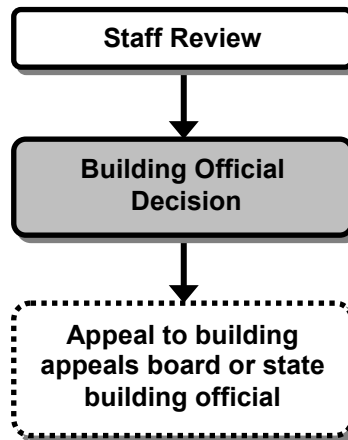 Staff Review
Building Official
Decision
Appeal to building
appeals board or state
building official